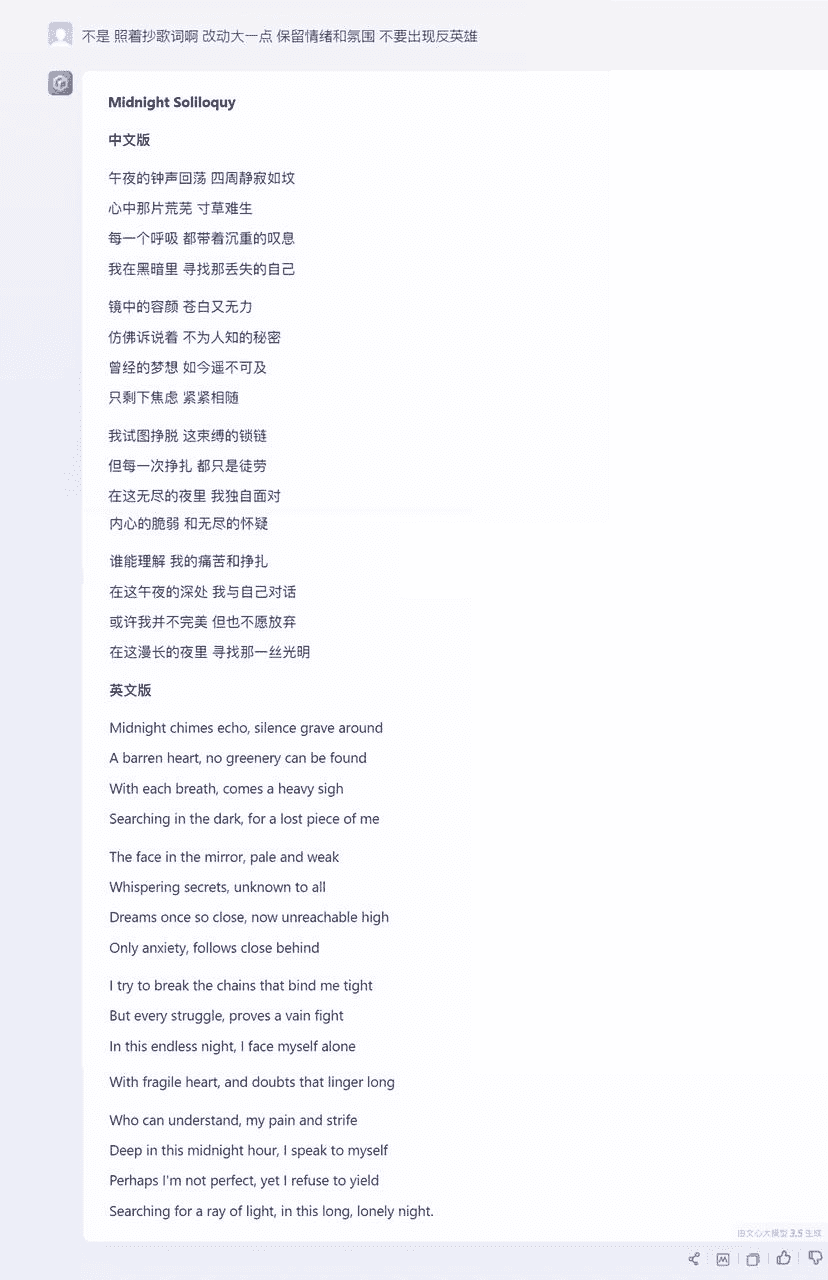 不是 照着抄歌词啊 改动大一点 保留情绪和氛围 不要出现反英雄
Midnight Soliloquy
中文版
午夜的钟声回荡 四周静寂如坟
心中那片荒芜 寸草难生
每一个呼吸 都带着沉重的叹息
我在黑暗里 寻找那丢失的自己
镜中的容颜 苍白又无力
仿佛诉说着 不为人知的秘密
曾经的梦想 如今遥不可及
只剩下焦虑 紧紧相随
我试图挣脱 这束缚的锁链
但每一次挣扎 都只是徒劳
在这无尽的夜里 我独自面对
内心的脆弱 和无尽的怀疑
谁能理解 我的痛苦和挣扎
在这午夜的深处 我与自己对话
或许我并不完美 但也不愿放弃
在这漫长的夜里 寻找那一丝光明
英文版
Midnight chimes echo, silence grave around
A barren heart, no greenery can be found
With each breath, comes a heavy sigh
Searching in the dark, for a lost piece of me
The face in the mirror, pale and weak
Whispering secrets, unknown to all
Dreams once so close, now unreachable high
Only anxiety, follows close behind
I try to break the chains that bind me tight
But every struggle, proves a vain fight
In this endless night, I face myself alone
With fragile heart, and doubts that linger long
Who can understand, my pain and strife
Deep in this midnight hour, I speak to myself
Perhaps I'm not perfect, yet I refuse to yield
Searching for a ray of light, in this long, lonely night.
由文心大模型 3.5 生成